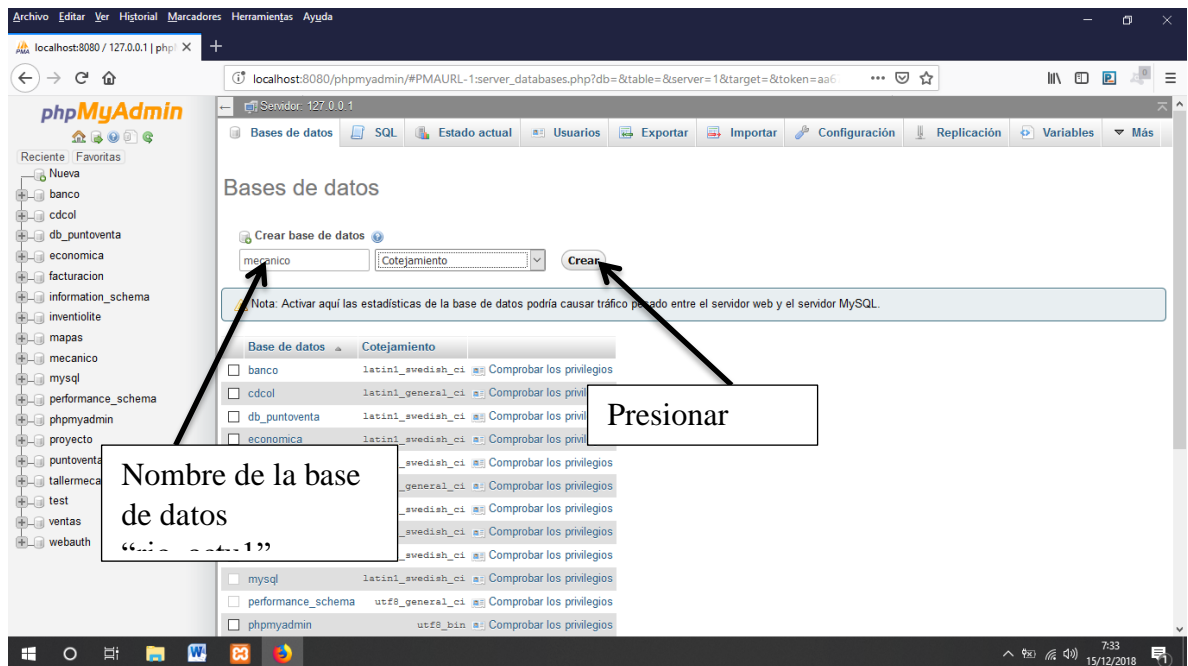 Archivo Editar Ver Historial Marcadores Herramientas Ayuda
localhost:8080 / 127.0.0.1 | php
localhost:8080/phpmyadmin/#PMAURL-1:server_databases.php?db=&table=&server=1&target=&token=aa6
phpMyAdmin
Reciente Favoritas
Nueva
banco
cdcol
db_puntoventa
economica
facturacion
information_schema
inventiolite
mapas
mecanico
mysql
performance_schema
phpmyadmin
proyecto
puntoventa
tallermeca
test
ventas
webauth
Servidor: 127.0.0.1
Bases de datos SQL Estado actual Usuarios Exportar Importar Configuración Replicación Variables Más
Bases de datos
Crear base de datos
mecanico Cotejamiento Crear
Nota: Activar aquí las estadísticas de la base de datos podría causar tráfico pesado entre el servidor web y el servidor MySQL.
Base de datos Cotejamiento
banco latin1_swedish_ci Comprobar los privilegios
cdcol latin1_general_ci Comprobar los privil
db_puntoventa latin1_swedish_ci Comprobar los privil
economica latin1_swedish_ci Comprobar los privil
_swedish_ci Comprobar los privilegios
_general_ci Comprobar los privilegios
_swedish_ci Comprobar los privilegios
_swedish_ci Comprobar los privilegios
_swedish_ci Comprobar los privilegios
mysql latin1_swedish_ci Comprobar los privilegios
performance_schema utf8_general_ci Comprobar los privilegios
phpmyadmin utf8_bin Comprobar los privilegios
Presionar
Nombre de la base
de datos
7:33
15/12/2018